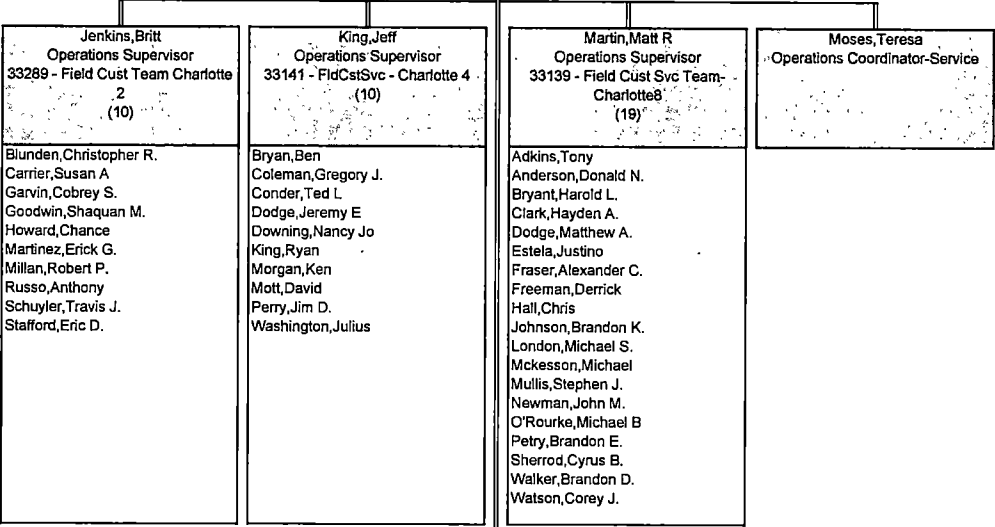 Jenkins,Britt
Operations Supervisor
33289 - Field Cust Team Charlotte
2
(10)
Blunden,Christopher R.
Carrier,Susan A
Garvin,Cobrey S.
Goodwin,Shaquan M.
Howard,Chance
Martinez,Erick G.
Millan,Robert P.
Russo,Anthony
Schuyler,Travis J.
Stafford,Eric D.
King,Jeff
Operations Supervisor
33141 - FldCstSvc - Charlotte 4
(10)
Bryan,Ben
Coleman,Gregory J.
Conder,Ted L
Dodge,Jeremy E
Downing,Nancy Jo
King,Ryan
Morgan,Ken
Mott,David
Perry,Jim D.
Washington,Julius
Martin,Matt R
Operations Supervisor
33139 - Field Cust Svc Team-
Charlotte8
(19)
Adkins,Tony
Anderson,Donald N.
Bryant,Harold L.
Clark,Hayden A.
Dodge,Matthew A.
Estela,Justino
Fraser,Alexander C.
Freeman,Derrick
Hall,Chris
Johnson,Brandon K.
London,Michael S.
Mckesson,Michael
Mullis,Stephen J.
Newman,John M.
O'Rourke,Michael B
Petry,Brandon E.
Sherrod,Cyrus B.
Walker,Brandon D.
Watson,Corey J.
Moses,Teresa
Operations Coordinator-Service